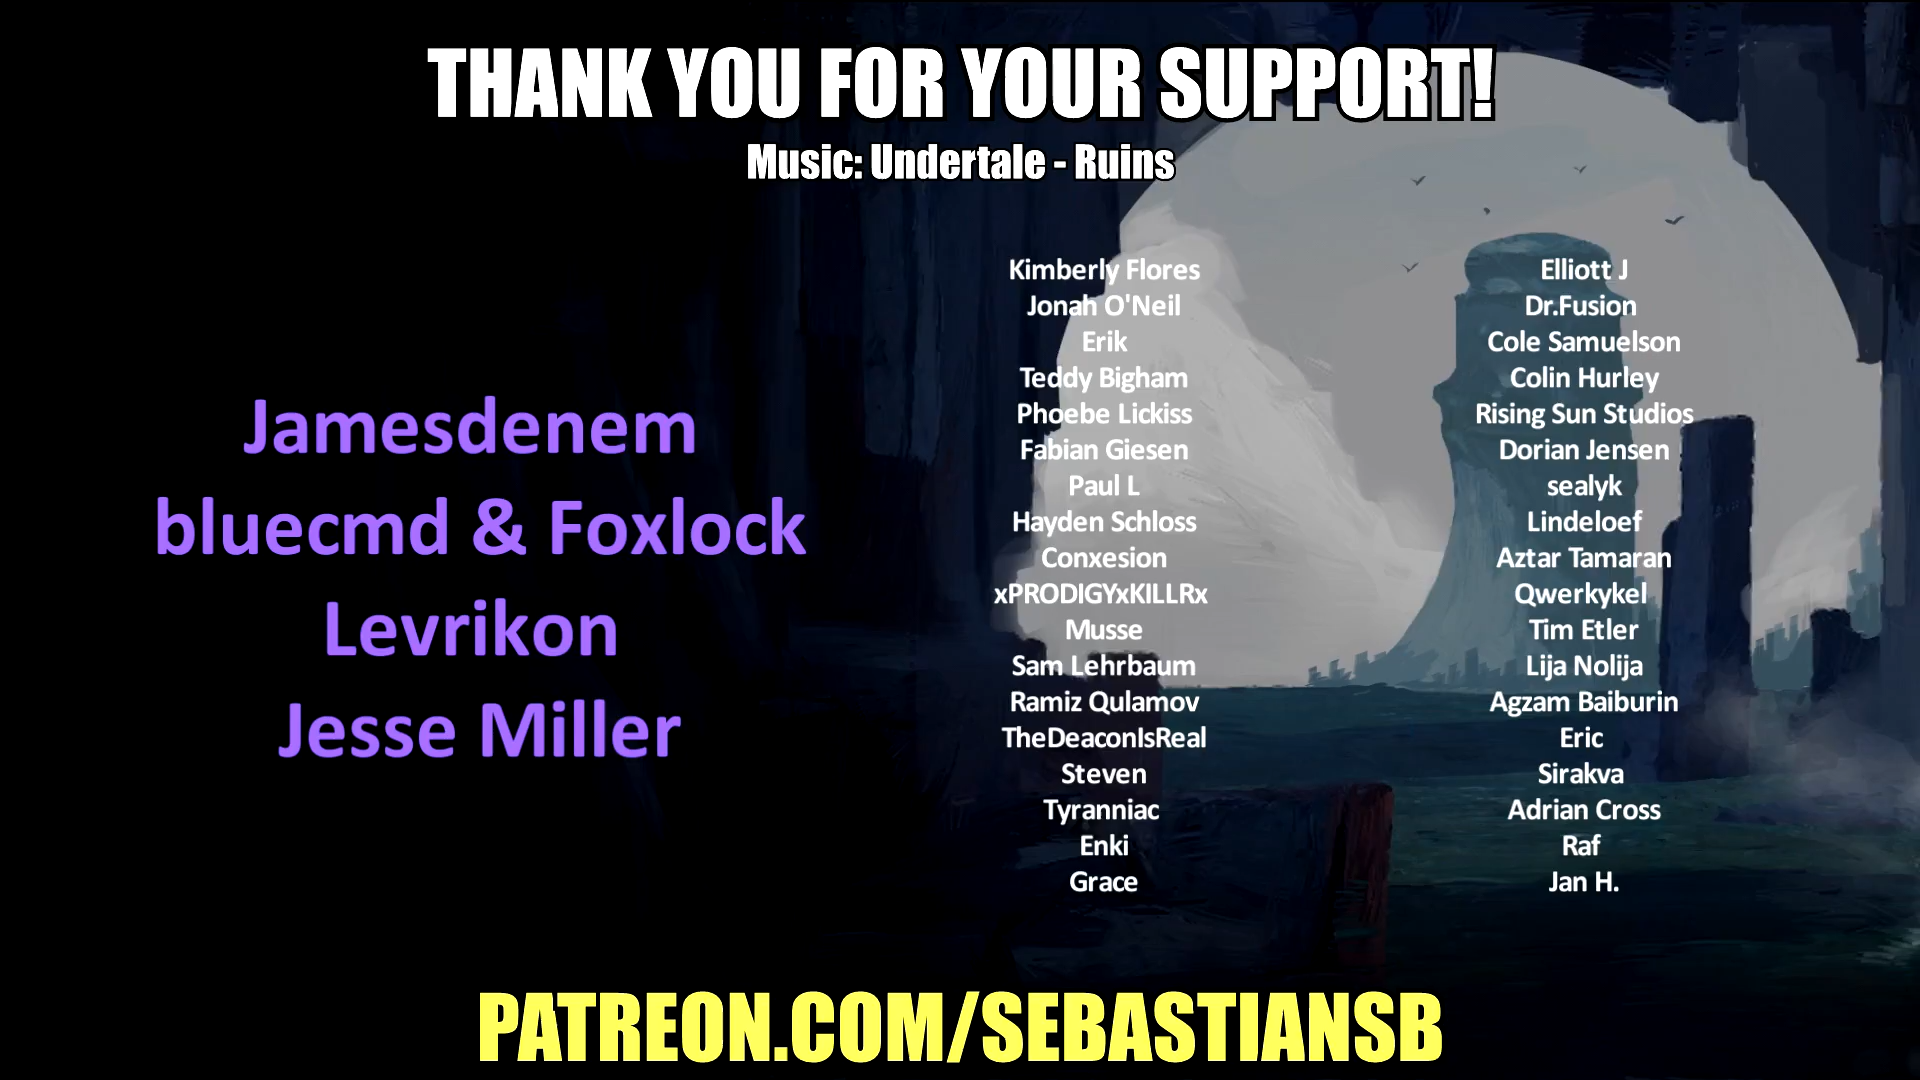 THANK YOU FOR YOUR SUPPORT!
Music: Undertale - Ruins
Jamesdenem
bluecmd & Foxlock
Levrikon
Jesse Miller
Kimberly Flores
Jonah O'Neil
Erik
Teddy Bigham
Phoebe Lickiss
Fabian Giesen
Paul L
Hayden Schloss
Conxesion
xPRODIGYxKILLRx
Musse
Sam Lehrbaum
Ramiz Qulamov
TheDeaconIsReal
Steven
Tyranniac
Enki
Grace
Elliott J
Dr.Fusion
Cole Samuelson
Colin Hurley
Rising Sun Studios
Dorian Jensen
sealyk
Lindeloef
Aztar Tamaran
Qwerkykel
Tim Etler
Lija Nolija
Agzam Baiburin
Eric
Sirakva
Adrian Cross
Raf
Jan H.
PATREON.COM/SEBASTIANSB